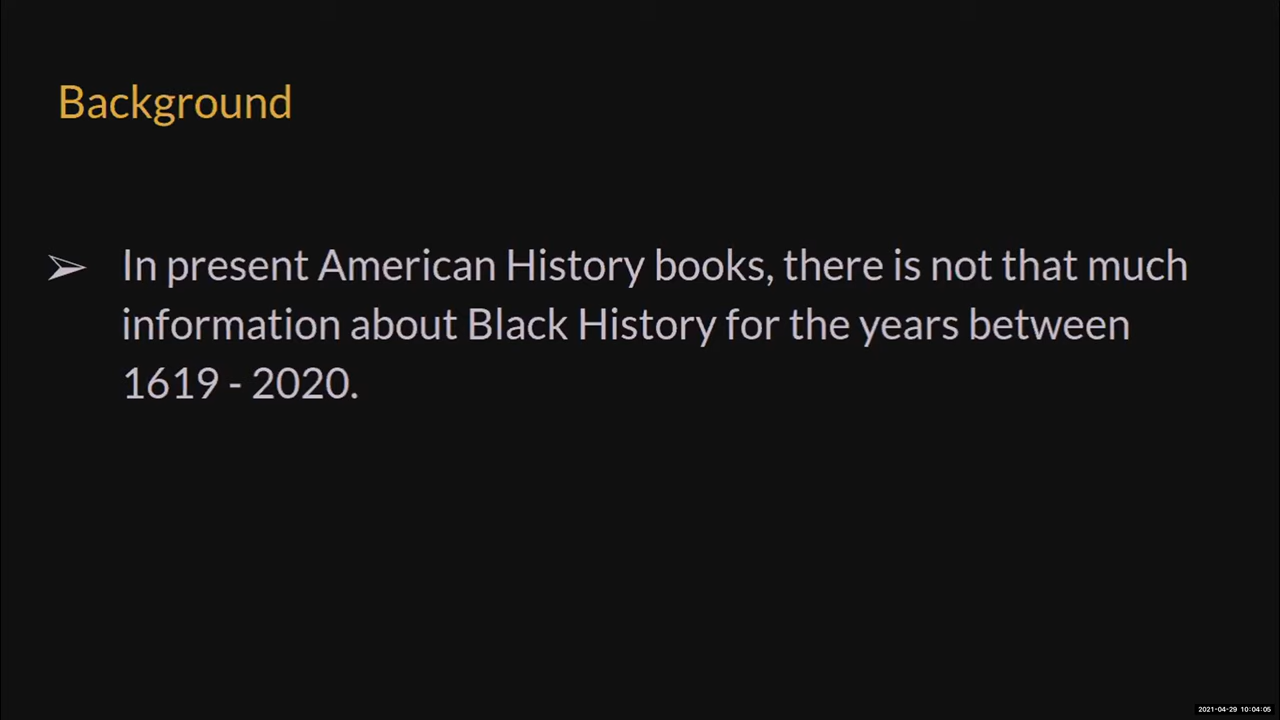 Background
➢ In present American History books, there is not that much
information about Black History for the years between
1619 - 2020.
2021-04-29 10:04:05